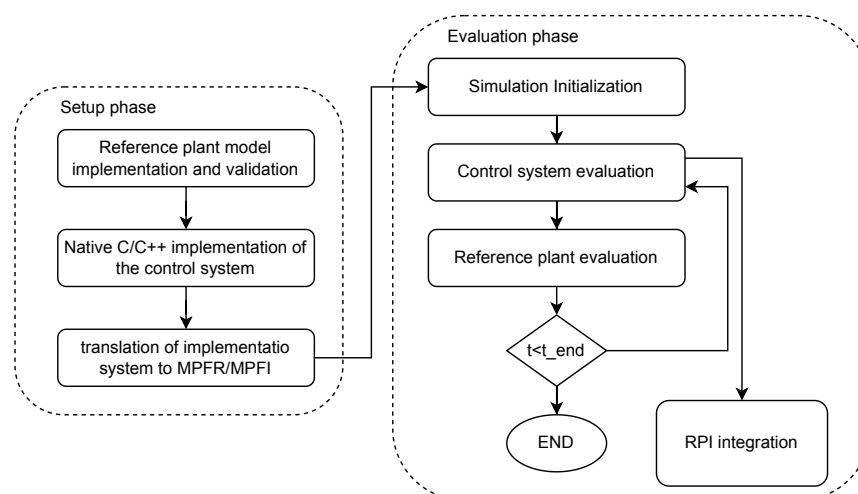 Setup phase
Reference plant model
implementation and validation
Native C/C++ implementation of
the control system
translation of implementatio
system to MPFR/MPFI
Evaluation phase
Simulation Initialization
Control system evaluation
Reference plant evaluation
t<t_end
END
RPI integration